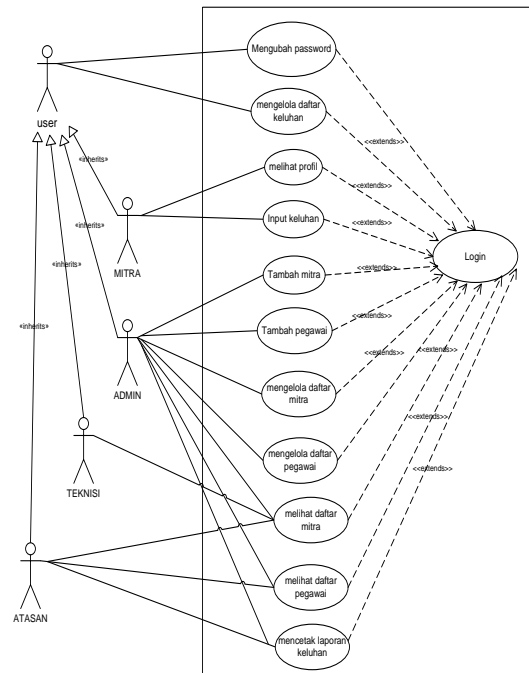 Mengubah password
user
mengelola daftar
keluhan
<<extends>>
<<extends>>
«inherits»
melihat profil
<<extends>>
MITRA
Input keluhan
<<extends>>
Login
«inherits»
«inherits»
Tambah mitra
<<extends>>
«inherits»
Tambah pegawai
<<extends>>
ADMIN
<<extends>>
<<extends>>
mengelola daftar
mitra
<<extends>>
mengelola daftar
pegawai
<<extends>>
<<extends>>
TEKNISI
melihat daftar
mitra
ATASAN
melihat daftar
pegawai
mencetak laporan
keluhan